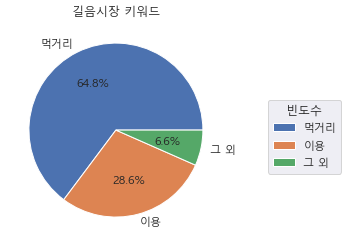 길음시장 키워드
먹거리
64.8%
6.6%
그 외
28.6%
이용
빈도수
먹거리
이용
그 외